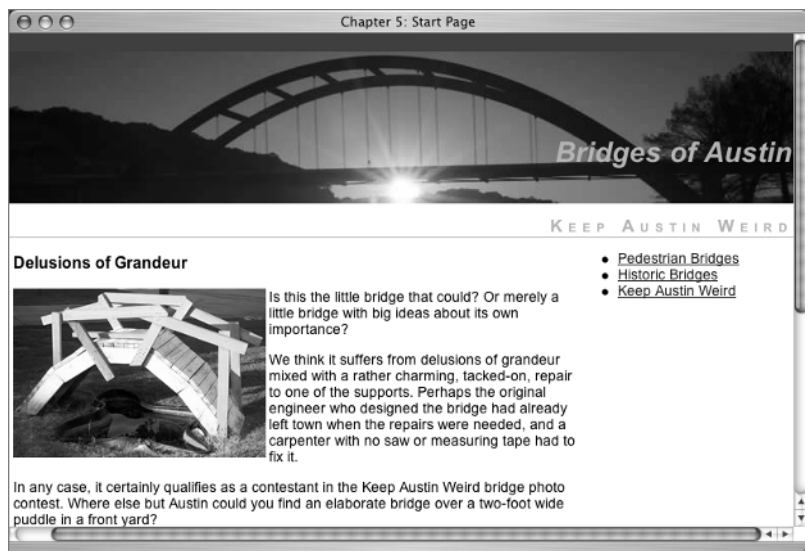 Chapter 5: Start Page
Bridges of Austin
Keep Austin Weird
Delusions of Grandeur
Pedestrian Bridges
Historic Bridges
Keep Austin Weird
Is this the little bridge that could? Or merely a
little bridge with big ideas about its own
importance?
We think it suffers from delusions of grandeur
mixed with a rather charming, tacked-on, repair
to one of the supports. Perhaps the original
engineer who designed the bridge had already
left town when the repairs were needed, and a
carpenter with no saw or measuring tape had to
fix it.
In any case, it certainly qualifies as a contestant in the Keep Austin Weird bridge photo
contest. Where else but Austin could you find an elaborate bridge over a two-foot wide
puddle in a front yard?